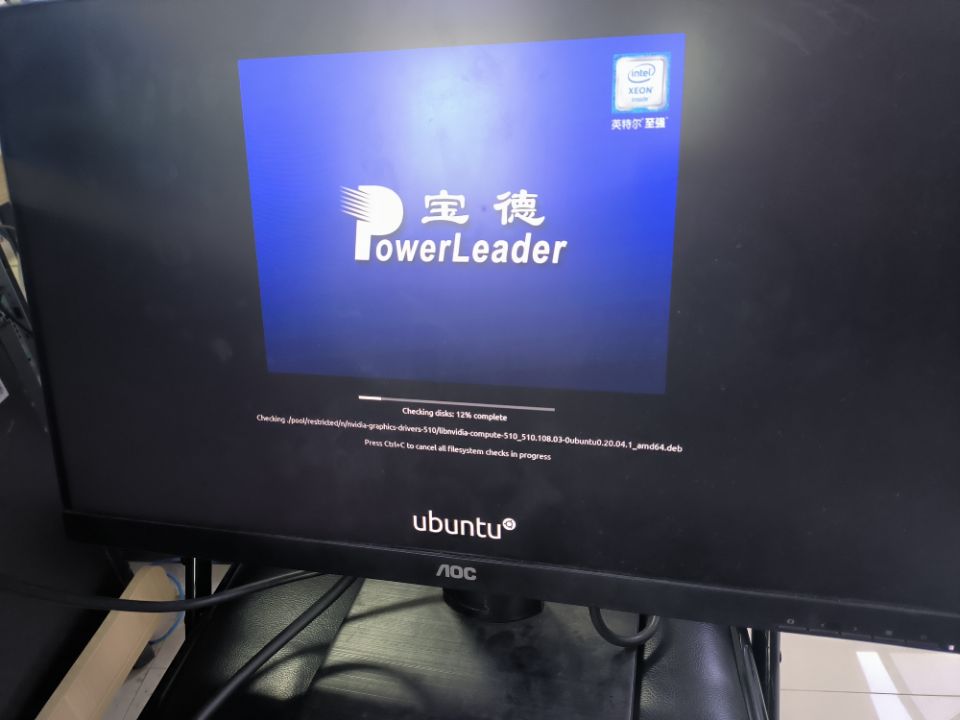 intel
XEON
inside
英特尔® 至强®
宝德
PowerLeader
Checking disks: 12% complete
Checking ./pool/restricted/n/nvidia-graphics-drivers-510/libnvidia-compute-510_510.108.03-0ubuntu0.20.04.1_amd64.deb
Press Ctrl+C to cancel all filesystem checks in progress
ubuntu
AOC